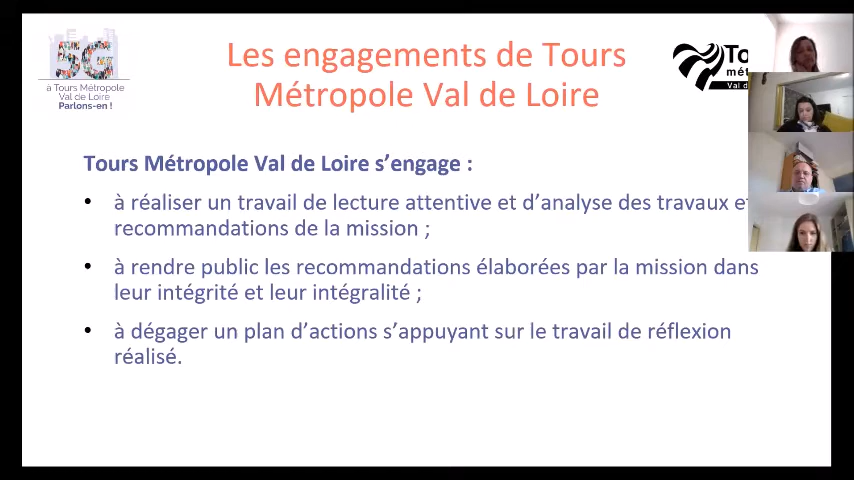 5G
à Tours Métropole
Val de Loire
Parlons-en !
Les engagements de Tours
Métropole Val de Loire
Tours Métropole Val de Loire s’engage :
• à réaliser un travail de lecture attentive et d’analyse des travaux et
recommandations de la mission ;
• à rendre public les recommandations élaborées par la mission dans
leur intégrité et leur intégralité ;
• à dégager un plan d’actions s’appuyant sur le travail de réflexion
réalisé.